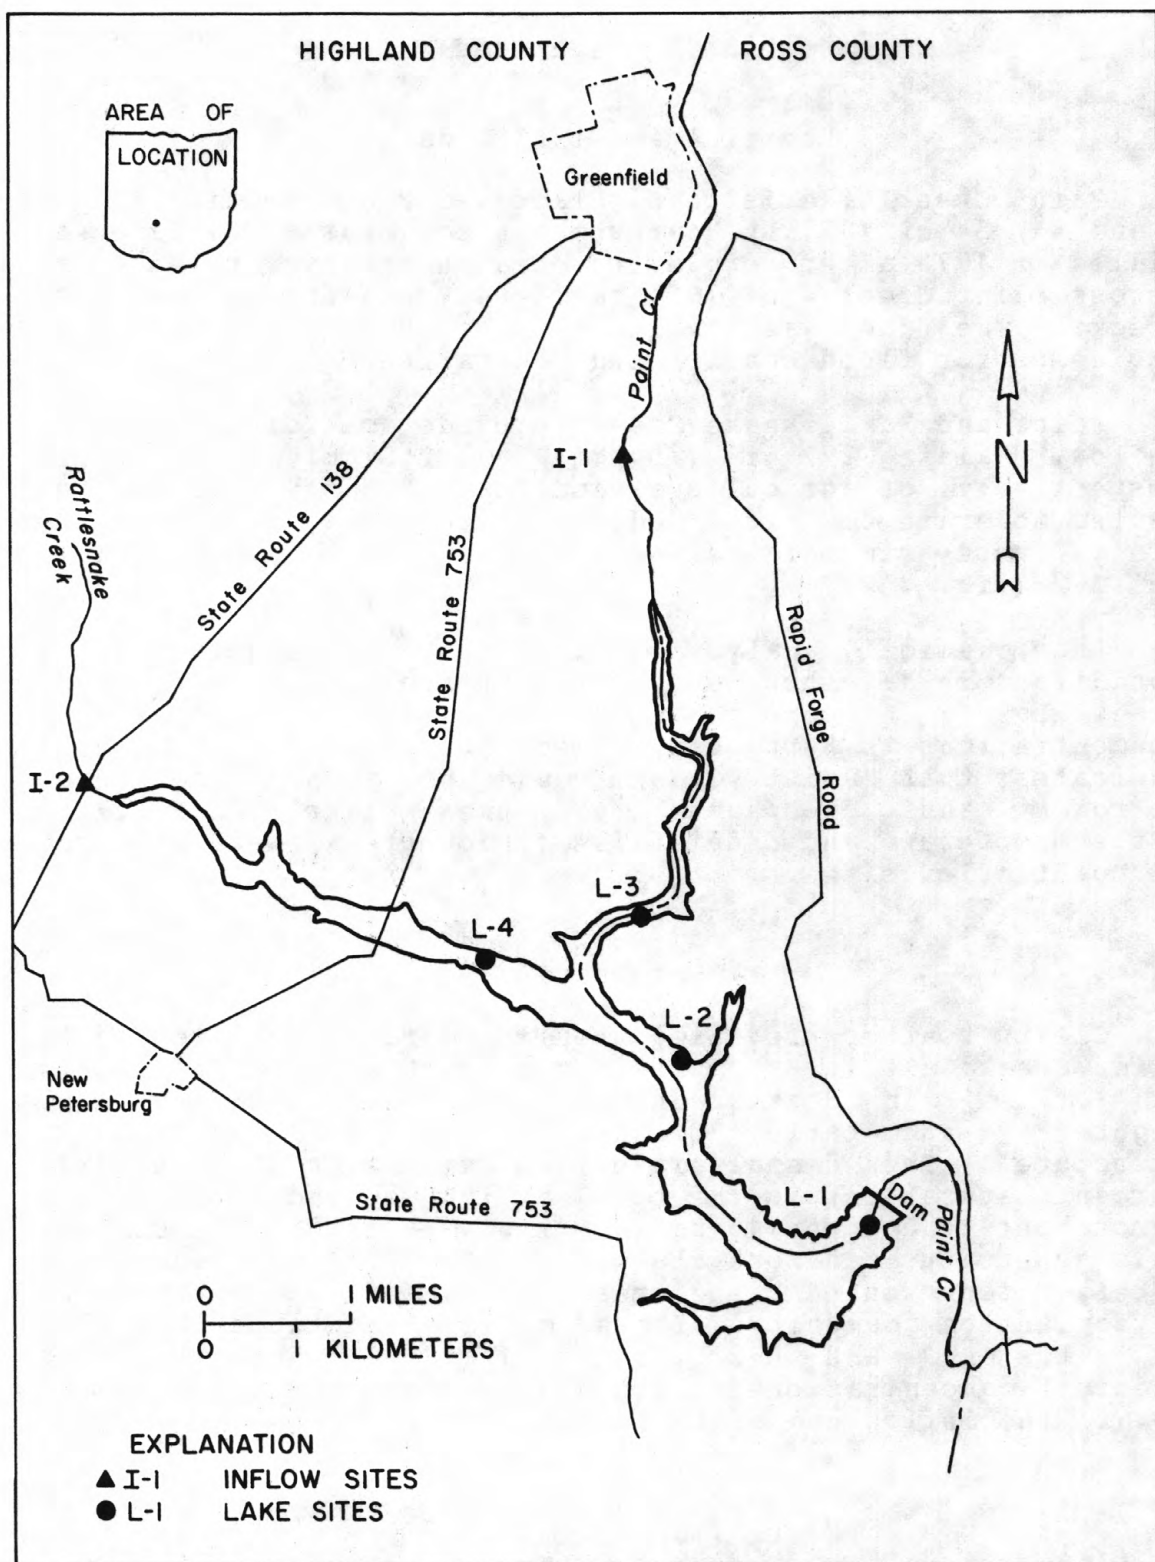 HIGHLAND COUNTY
ROSS COUNTY
AREA OF
LOCATION
Greenfield
Paint Cr
N
I-1
Rattlesnake
Creek
State Route 138
State Route 753
Rapid Forge
Road
I-2
L-3
L-4
L-2
New
Petersburg
L-1
Dam
Paint Cr
State Route 753
0 1 MILES
0 1 KILOMETERS
EXPLANATION
▲ I-1 INFLOW SITES
● L-1 LAKE SITES